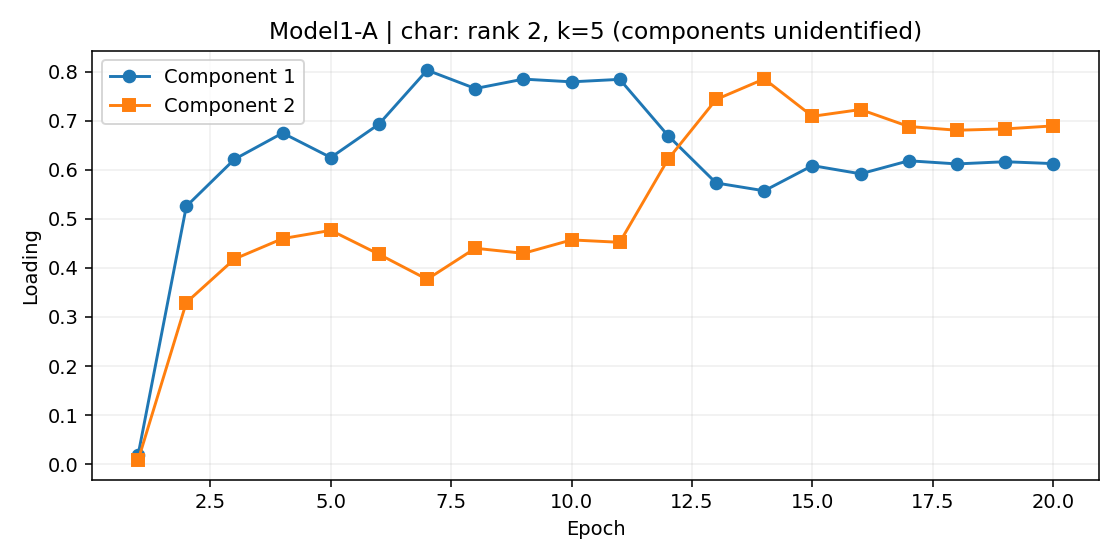 Model1-A | char: rank 2, k=5 (components unidentified)
Component 1
Component 2
Loading
0.8
0.7
0.6
0.5
0.4
0.3
0.2
0.1
0.0
2.5 5.0 7.5 10.0 12.5 15.0 17.5 20.0
Epoch